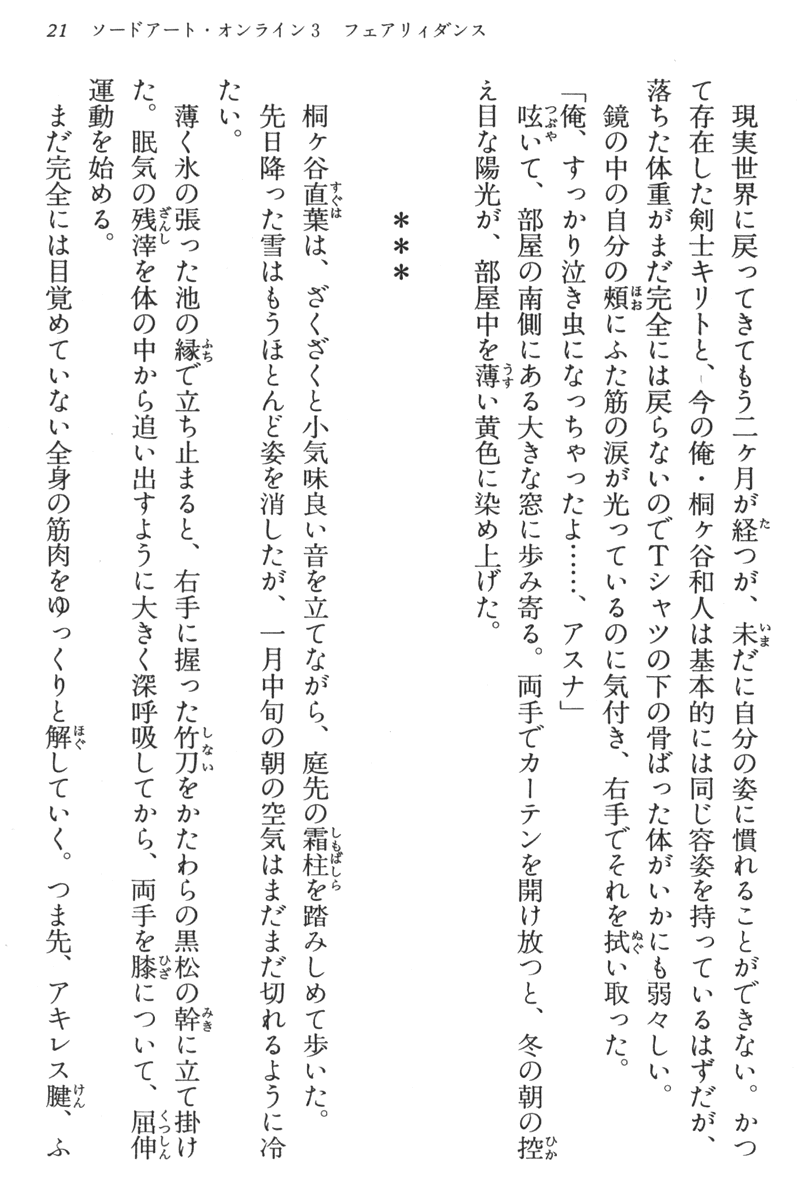 21 ソードアート・オンライン3 フェアリィダンス
現実世界に戻ってきてもう二ヶ月が経つが、未だに自分の姿に慣れることができない。かつ
て存在した剣士キリトと、今の俺・桐ヶ谷和人は基本的には同じ容姿を持っているはずだが、
落ちた体重がまだ完全には戻らないのでTシャツの下の骨ばった体がいかにも弱々しい。
鏡の中の自分の頰にふた筋の涙が光っているのに気付き、右手でそれを拭い取った。
「俺、すっかり泣き虫になっちゃったよ……、アスナ」
呟いて、部屋の南側にある大きな窓に歩み寄る。両手でカーテンを開け放つと、冬の朝の控
え目な陽光が、部屋中を薄い黄色に染め上げた。
＊＊＊
桐ヶ谷直葉は、ざくざくと小気味良い音を立てながら、庭先の霜柱を踏みしめて歩いた。
先日降った雪はもうほとんど姿を消したが、一月中旬の朝の空気はまだまだ切れるように冷
たい。
薄く氷の張った池の縁で立ち止まると、右手に握った竹刀をかたわらの黒松の幹に立て掛け
た。眠気の残滓を体の中から追い出すように大きく深呼吸してから、両手を膝について、屈伸
運動を始める。
まだ完全には目覚めていない全身の筋肉をゆっくりと解していく。つま先、アキレス腱、ふ